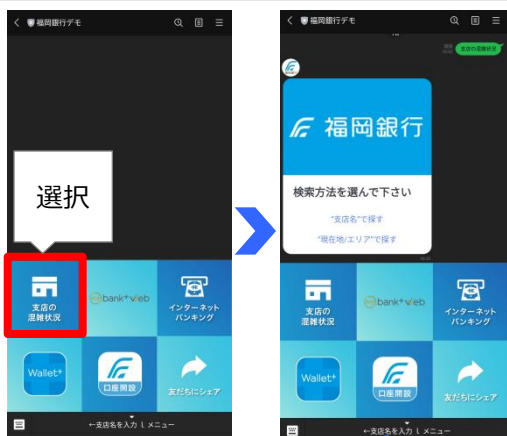 福岡銀行デモ
選択
支店の
混雑状況
bank+web
インターネット
バンキング
Wallet+
口座開設
友だちにシェア
←支店名を入力 l メニュー
福岡銀行デモ
支店の混雑状況
福岡銀行
検索方法を選んで下さい
"支店名"で探す
"現在地/エリア"で探す
支店の
混雑状況
bank+web
インターネット
バンキング
Wallet+
口座開設
友だちにシェア
←支店名を入力 l メニュー